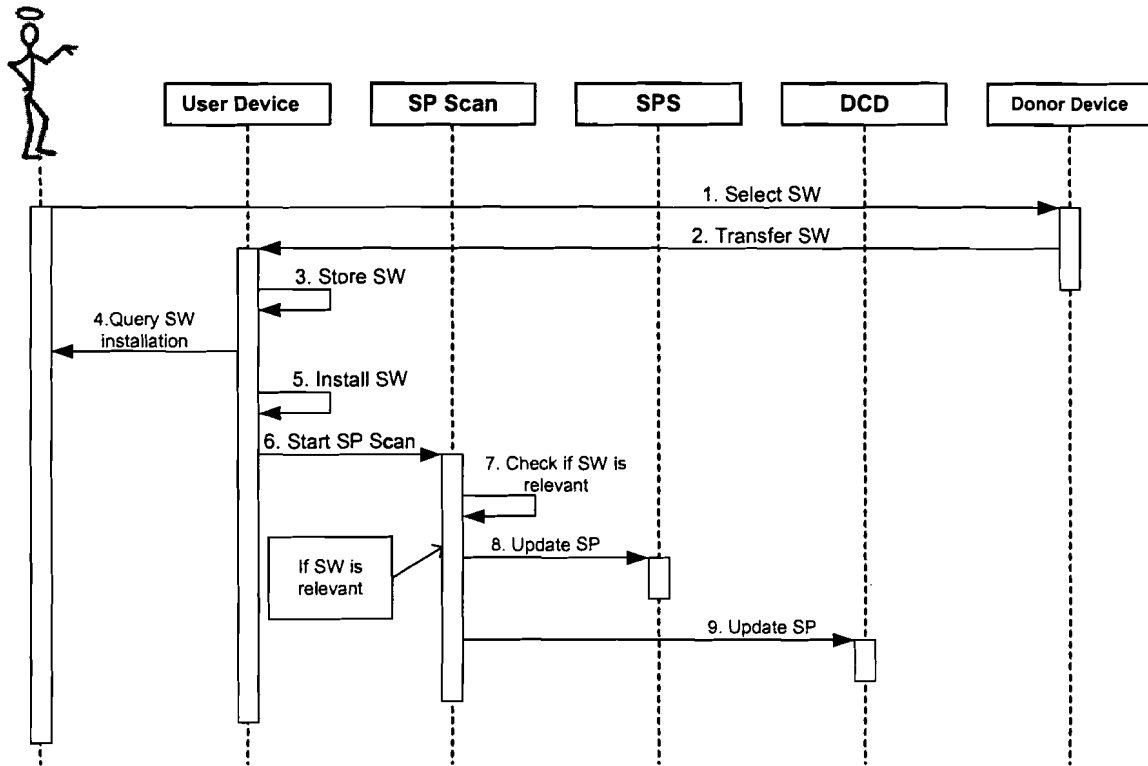 User Device
SP Scan
SPS
DCD
Donor Device
1. Select SW
2. Transfer SW
3. Store SW
4.Query SW
installation
5. Install SW
6. Start SP Scan
7. Check if SW is
relevant
8. Update SP
If SW is
relevant
9. Update SP